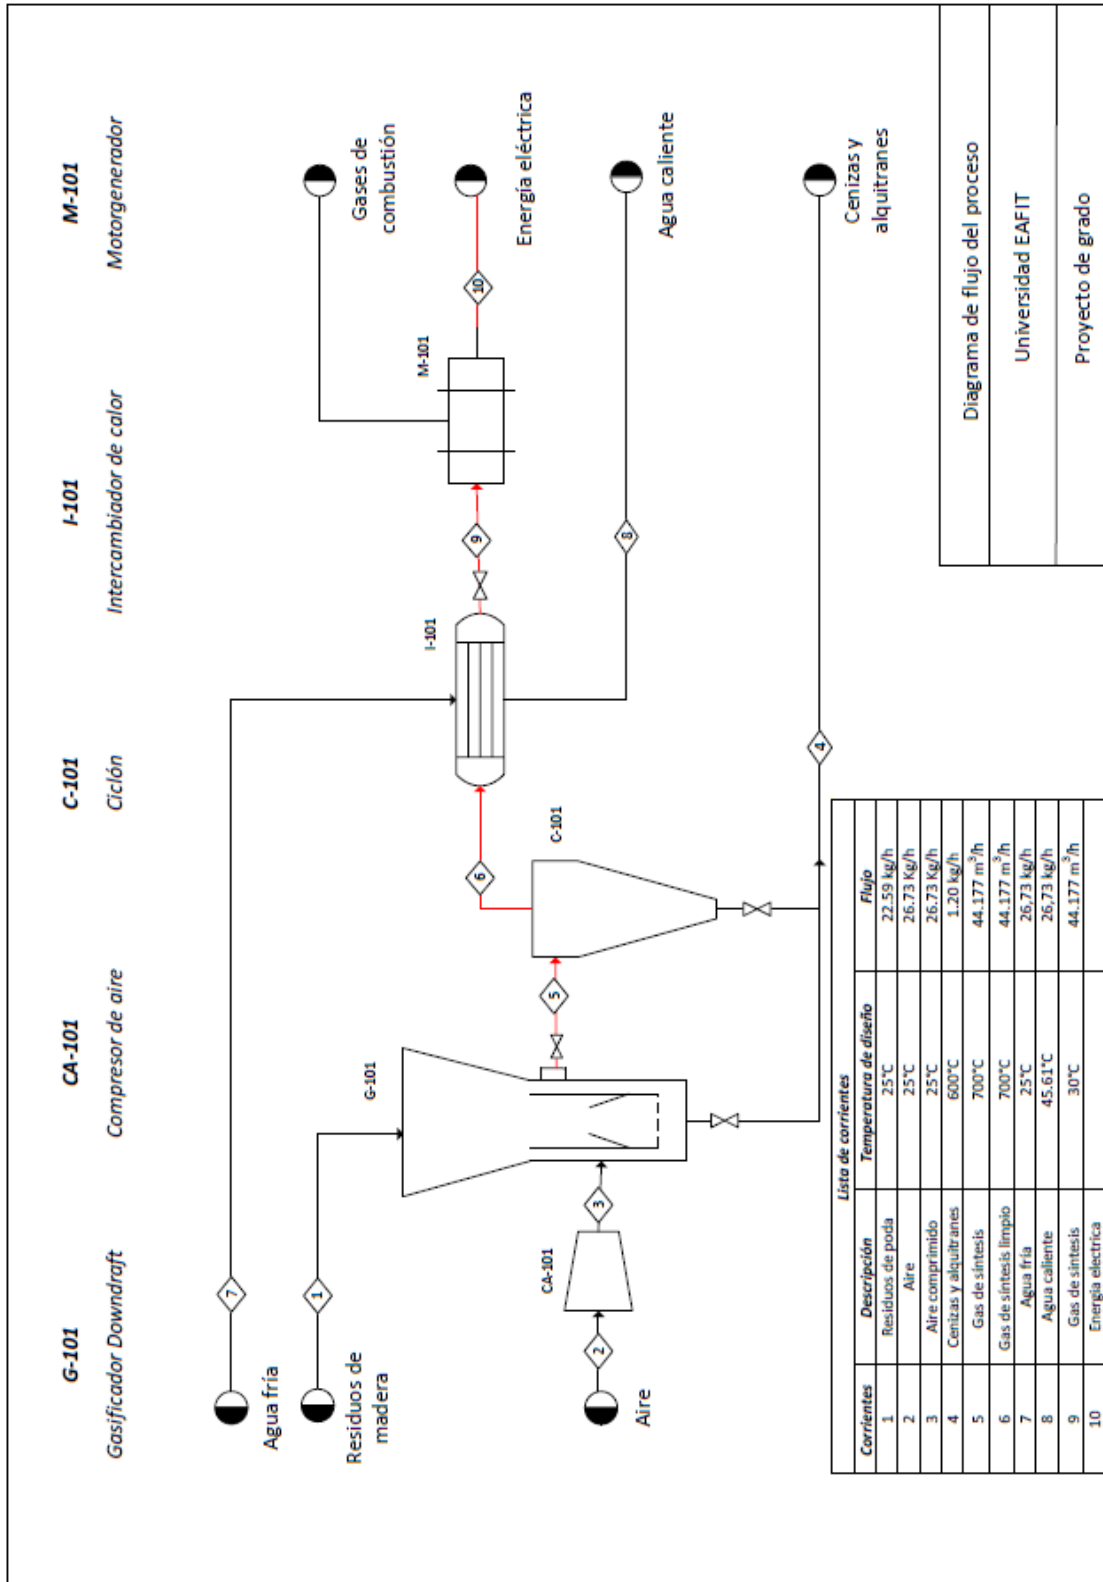 G-101 CA-101 C-101 I-101 M-101
Gasificador Downdraft Compresor de aire Ciclón Intercambiador de calor Motorgenerador
7
Agua fría
1
Residuos de
madera
G-101
2
Aire
CA-101
3
5
C-101
6
I-101
9
M-101
10
Gases de
combustión
Energía eléctrica
8
Agua caliente
4
Cenizas y
alquitranes
Lista de corrientes
Corrientes Descripción Temperatura de diseño Flujo
1 Residuos de poda 25°C 22.59 kg/h
2 Aire 25°C 26.73 Kg/h
3 Aire comprimido 25°C 26.73 Kg/h
4 Cenizas y alquitranes 600°C 1.20 kg/h
5 Gas de síntesis 700°C 44.177 m³/h
6 Gas de síntesis limpio 700°C 44.177 m³/h
7 Agua fría 25°C 26,73 kg/h
8 Agua caliente 45.61°C 26,73 kg/h
9 Gas de síntesis 30°C 44.177 m³/h
10 Energia electrica
Diagrama de flujo del proceso
Universidad EAFIT
Proyecto de grado